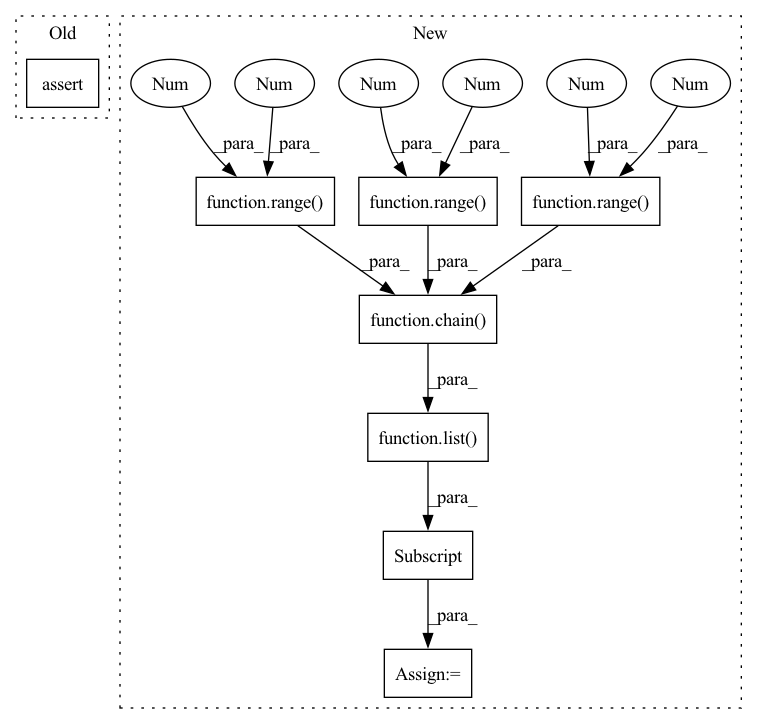 Old
New
assert
Num
Num
Num
Num
Num
Num
_para_
_para_
_para_
_para_
_para_
_para_
function.range()
function.range()
function.range()
_para_
_para_
_para_
function.chain()
_para_
function.list()
_para_
Subscript
_para_
Assign:=